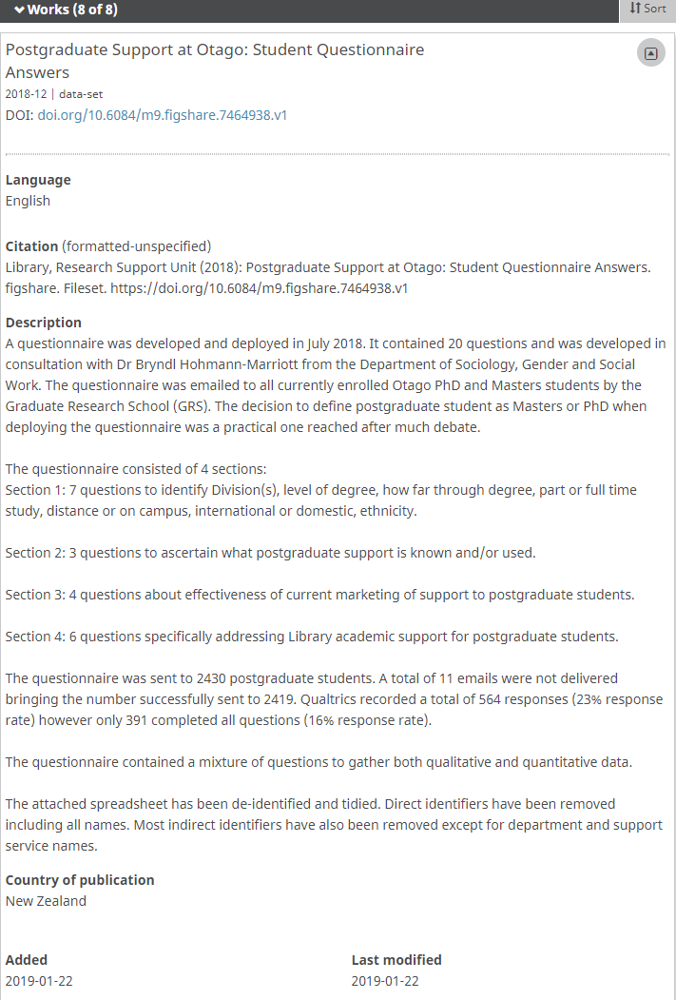 Works (8 of 8)
Sort
Postgraduate Support at Otago: Student Questionnaire
Answers
2018-12 | data-set
DOI: doi.org/10.6084/m9.figshare.7464938.v1
Language
English
Citation (formatted-unspecified)
Library, Research Support Unit (2018): Postgraduate Support at Otago: Student Questionnaire Answers.
figshare. Fileset. https://doi.org/10.6084/m9.figshare.7464938.v1
Description
A questionnaire was developed and deployed in July 2018. It contained 20 questions and was developed in
consultation with Dr Bryndl Hohmann-Marriott from the Department of Sociology, Gender and Social
Work. The questionnaire was emailed to all currently enrolled Otago PhD and Masters students by the
Graduate Research School (GRS). The decision to define postgraduate student as Masters or PhD when
deploying the questionnaire was a practical one reached after much debate.
The questionnaire consisted of 4 sections:
Section 1: 7 questions to identify Division(s), level of degree, how far through degree, part or full time
study, distance or on campus, international or domestic, ethnicity.
Section 2: 3 questions to ascertain what postgraduate support is known and/or used.
Section 3: 4 questions about effectiveness of current marketing of support to postgraduate students.
Section 4: 6 questions specifically addressing Library academic support for postgraduate students.
The questionnaire was sent to 2430 postgraduate students. A total of 11 emails were not delivered
bringing the number successfully sent to 2419. Qualtrics recorded a total of 564 responses (23% response
rate) however only 391 completed all questions (16% response rate).
The questionnaire contained a mixture of questions to gather both qualitative and quantitative data.
The attached spreadsheet has been de-identified and tidied. Direct identifiers have been removed
including all names. Most indirect identifiers have also been removed except for department and support
service names.
Country of publication
New Zealand
Added
2019-01-22
Last modified
2019-01-22